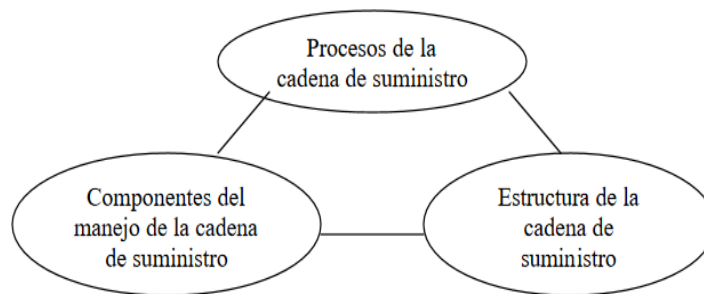 Procesos de la
cadena de suministro
Componentes del
manejo de la cadena
de suministro
Estructura de la
cadena de
suministro